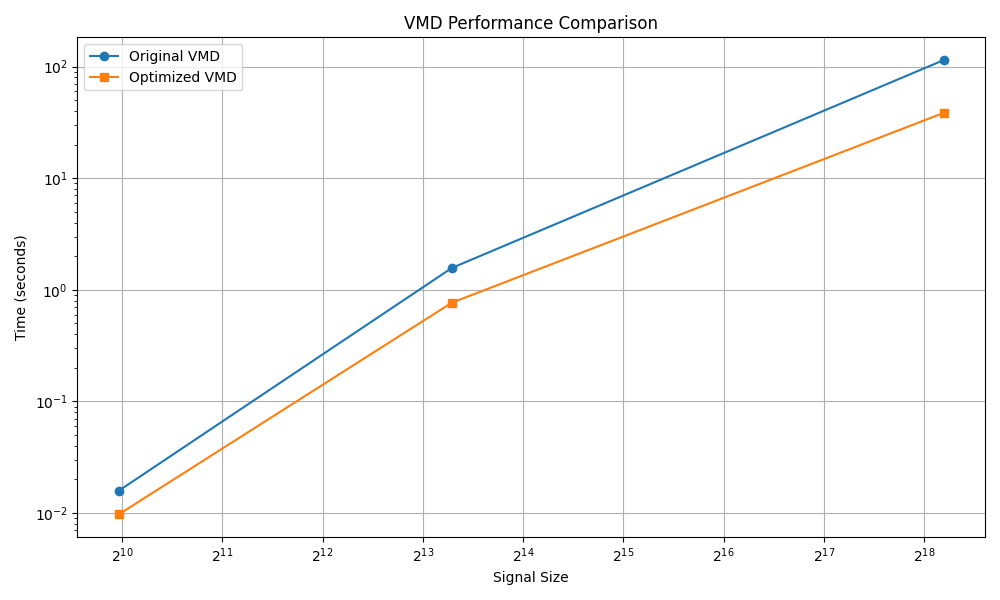 VMD Performance Comparison
Original VMD
Optimized VMD
Time (seconds)
10²
10¹
10⁰
10⁻¹
10⁻²
2¹⁰ 2¹¹ 2¹² 2¹³ 2¹⁴ 2¹⁵ 2¹⁶ 2¹⁷ 2¹⁸
Signal Size